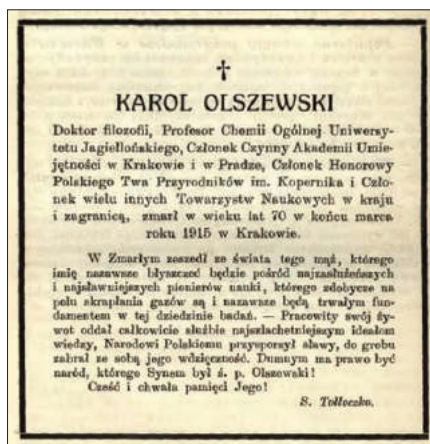 †
KAROL OLSZEWSKI
Doktor filozofii, Profesor Chemii Ogólnej Uniwersy-
tetu Jagiellońskiego, Członek Czynny Akademii Umie-
jętności w Krakowie i w Pradze, Członek Honorowy
Polskiego Twa Przyrodników im. Kopernika i Czło-
nek wielu innych Towarzystw Naukowych w kraju
i zagranicą, zmarł w wieku lat 70 w końcu marca
roku 1915 w Krakowie.
W Zmarłym zeszedł ze świata tego mąż, którego
imię nazawsze błyszczeć będzie pośród najzasłużeńszych
i najsławniejszych pionierów nauki, którego zdobycze na
polu skraplania gazów są i nazawsze będą trwałym fun-
damentem w tej dziedzinie badań. — Pracowity swój ży-
wot oddał całkowicie służbie najszlachetniejszym ideałom
wiedzy, Narodowi Polskiemu przysporzył sławy, do grobu
zabrał ze sobą jego wdzięczność. Dumnym ma prawo być
naród, którego Synem był ś. p. Olszewski!
Cześć i chwała pamięci Jego!
S. Tołłoczko.